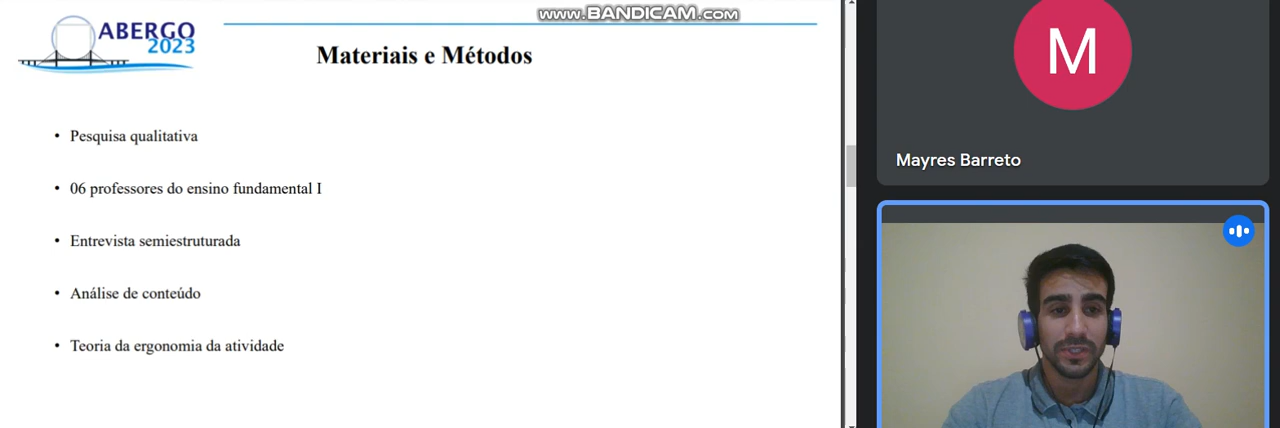 www.BANDICAM.com
ABERGO
2023
Materiais e Métodos
• Pesquisa qualitativa
• 06 professores do ensino fundamental I
• Entrevista semiestruturada
• Análise de conteúdo
• Teoria da ergonomia da atividade
M
Mayres Barreto